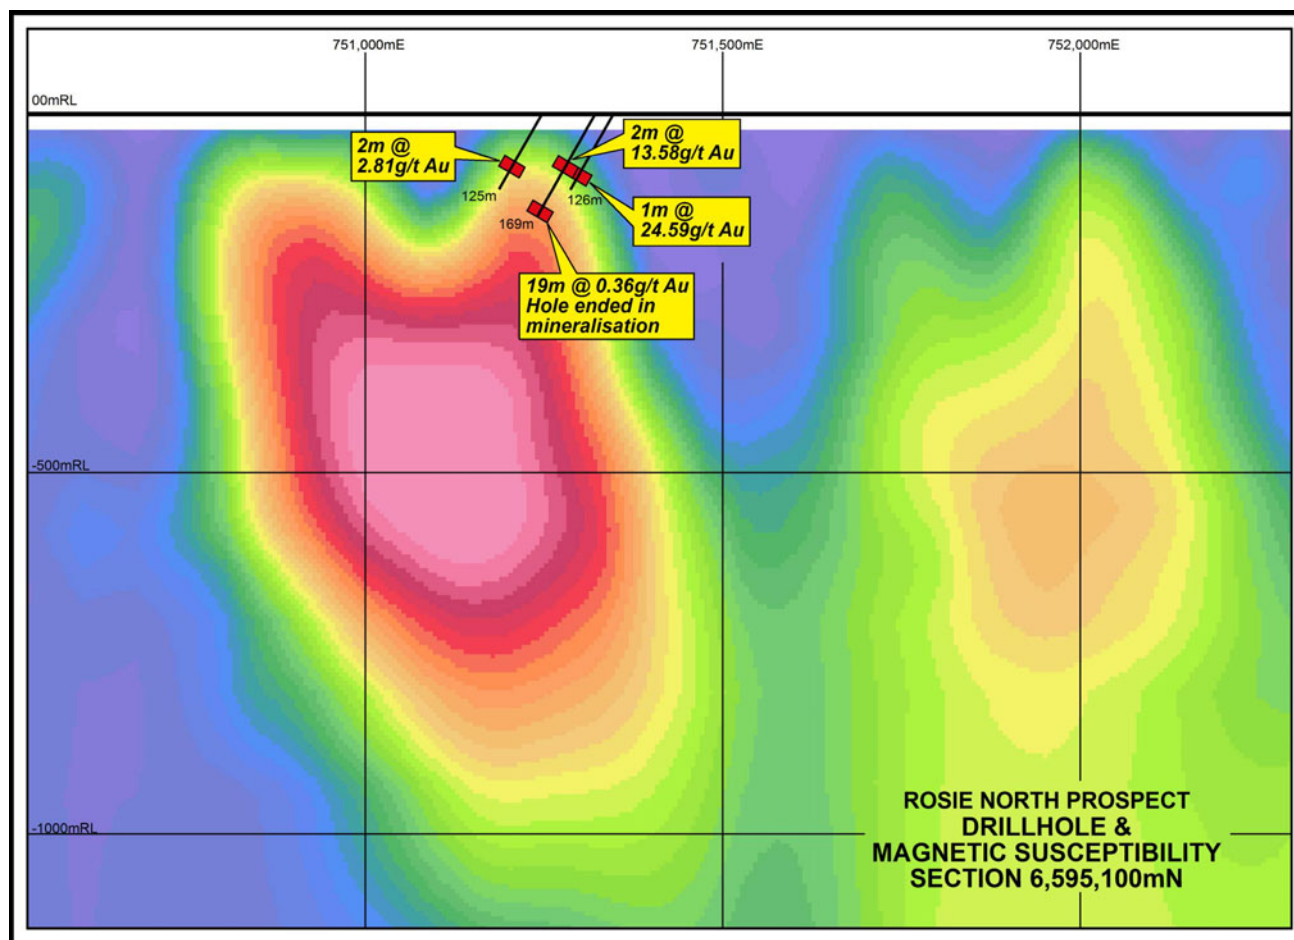 751,000mE
751,500mE
752,000mE
00mRL
2m @
2.81g/t Au
2m @
13.58g/t Au
125m
126m
169m
1m @
24.59g/t Au
19m @ 0.36g/t Au
Hole ended in
mineralisation
-500mRL
-1000mRL
ROSIE NORTH PROSPECT
DRILLHOLE &
MAGNETIC SUSCEPTIBILITY
SECTION 6,595,100mN